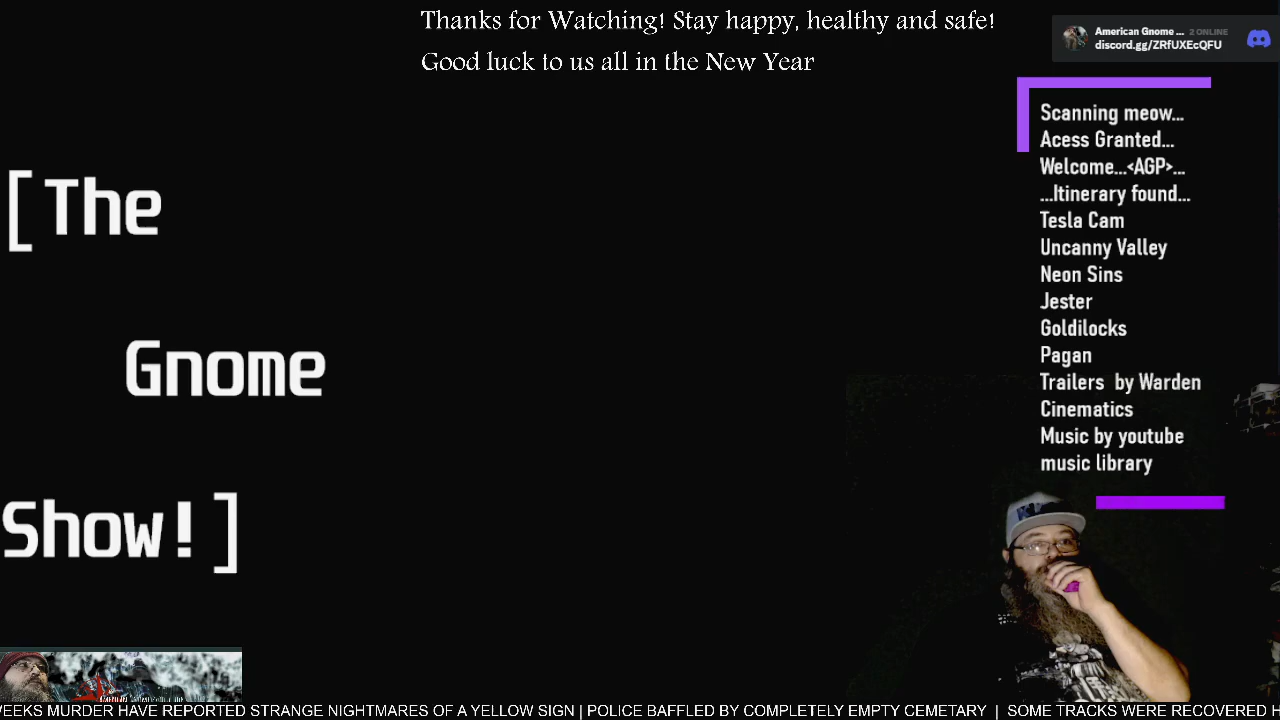 Thanks for Watching! Stay happy, healthy and safe!
Good luck to us all in the New Year
American Gnome ... 2 ONLINE
discord.gg/ZRfUXEcQFU
Scanning meow...
Acess Granted...
Welcome...<AGP>...
...Itinerary found...
Tesla Cam
Uncanny Valley
Neon Sins
Jester
Goldilocks
Pagan
Trailers by Warden
Cinematics
Music by youtube
music library
[The
Gnome
Show!]
WEEKS MURDER HAVE REPORTED STRANGE NIGHTMARES OF A YELLOW SIGN | POLICE BAFFLED BY COMPLETELY EMPTY CEMETARY | SOME TRACKS WERE RECOVERED H